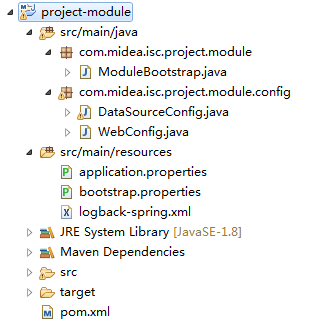 project-module
src/main/java
com.midea.isc.project.module
ModuleBootstrap.java
com.midea.isc.project.module.config
DataSourceConfig.java
WebConfig.java
src/main/resources
application.properties
bootstrap.properties
logback-spring.xml
JRE System Library [JavaSE-1.8]
Maven Dependencies
src
target
pom.xml